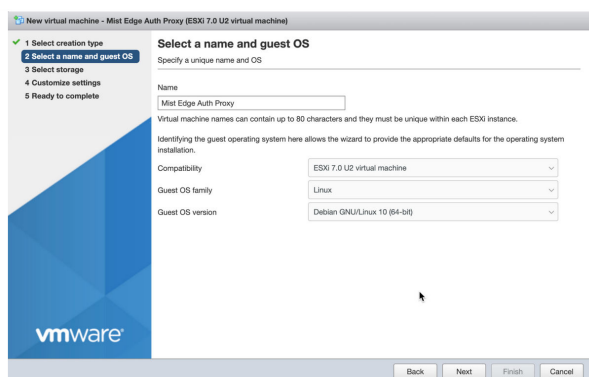 New virtual machine - Mist Edge Auth Proxy (ESXi 7.0 U2 virtual machine)
1 Select creation type
2 Select a name and guest OS
3 Select storage
4 Customize settings
5 Ready to complete
vmware®
Select a name and guest OS
Specify a unique name and OS
Name
Mist Edge Auth Proxy
Virtual machine names can contain up to 80 characters and they must be unique within each ESXi instance.
Identifying the guest operating system here allows the wizard to provide the appropriate defaults for the operating system
installation.
Compatibility ESXi 7.0 U2 virtual machine
Guest OS family Linux
Guest OS version Debian GNU/Linux 10 (64-bit)
Back Next Finish Cancel